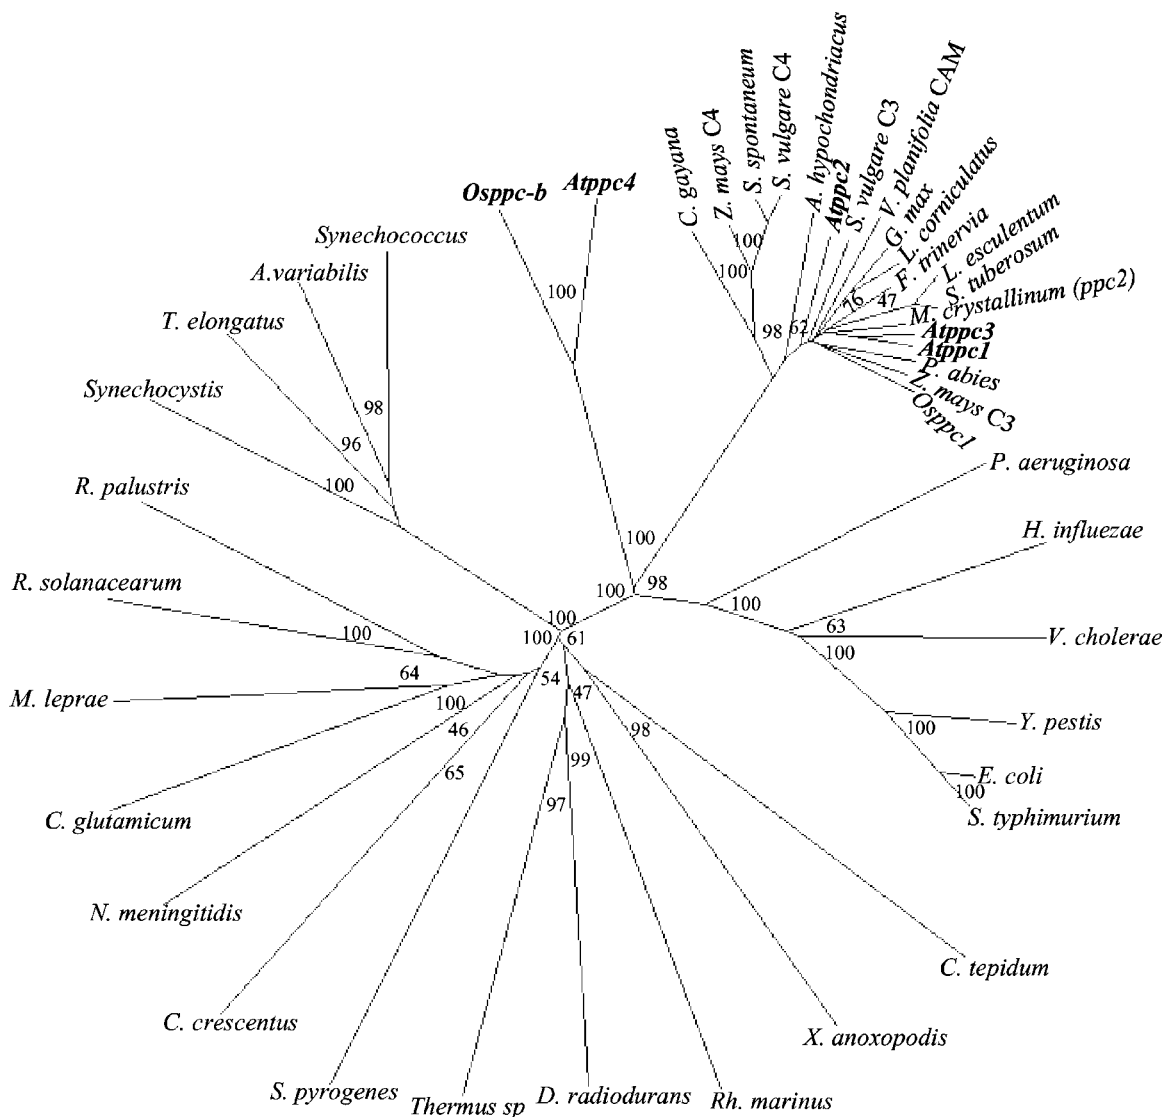 C. gayana
Z. mays C4
S. spontaneum
S. vulgare C4
A. hypochondriacus
Atppc2
S. vulgare C3
V. planifolia CAM
G. max
L. corniculatus
F. trinervia
L. esculentum
S. tuberosum
M. crystallinum (ppc2)
Atppc3
Atppc1
P. abies
Z. mays C3
Osppc1
Osppc-b
Atppc4
Synechococcus
A.variabilis
T. elongatus
Synechocystis
100
100
100
98
62
76
47
98
96
100
R. palustris
P. aeruginosa
H. influezae
R. solanacearum
100
100
98
100
100
100
61
63
100
V. cholerae
100
64
54
47
M. leprae
100
46
65
98
99
97
100
Y. pestis
E. coli
100
S. typhimurium
C. glutamicum
N. meningitidis
C. tepidum
C. crescentus
X. anoxopodis
S. pyrogenes
Thermus sp
D. radiodurans
Rh. marinus